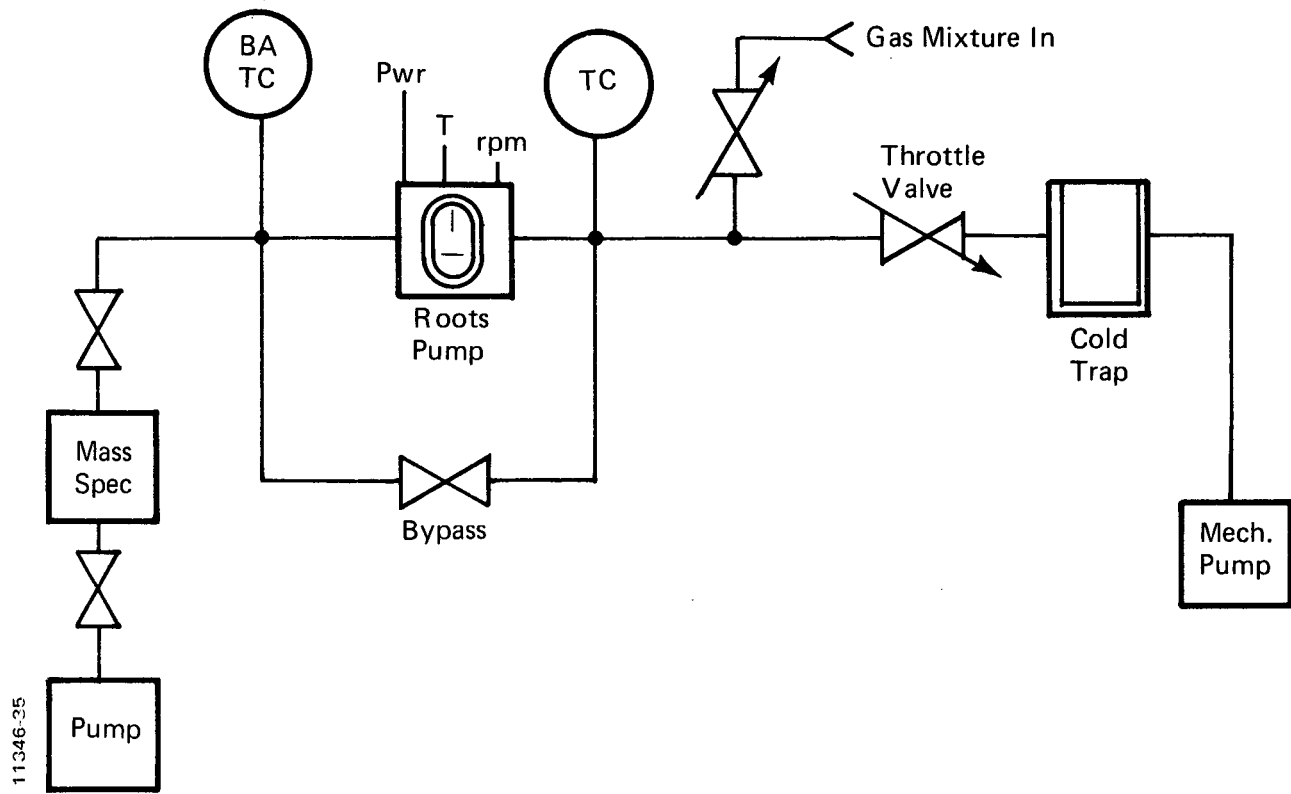 BA
TC
Pwr
T
rpm
TC
Gas Mixture In
Throttle
Valve
Roots
Pump
Cold
Trap
Mass
Spec
Bypass
Mech.
Pump
Pump
11346-35